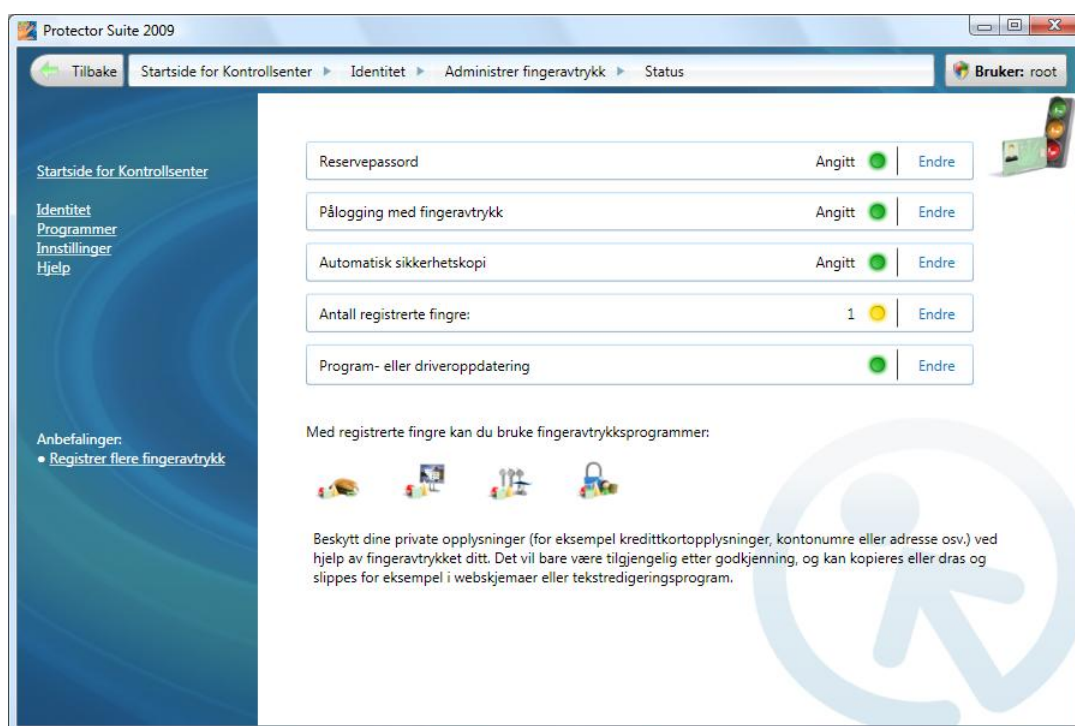 Protector Suite 2009
Tilbake Startside for Kontrollsenter Identitet Administrer fingeravtrykk Status Bruker: root
Startside for Kontrollsenter
Identitet
Programmer
Innstillinger
Hjelp
Anbefalinger:
• Registrer flere fingeravtrykk
Reservepassord Angitt Endre
Pålogging med fingeravtrykk Angitt Endre
Automatisk sikkerhetskopi Angitt Endre
Antall registrerte fingre: 1 Endre
Program- eller driveroppdatering Endre
Med registrerte fingre kan du bruke fingeravtrykksprogrammer:
Beskytt dine private opplysninger (for eksempel kredittkortopplysninger, kontonumre eller adresse osv.) ved
hjelp av fingeravtrykket ditt. Det vil bare være tilgjengelig etter godkjenning, og kan kopieres eller dras og
slippes for eksempel i webskjemaer eller tekstredigeringsprogram.